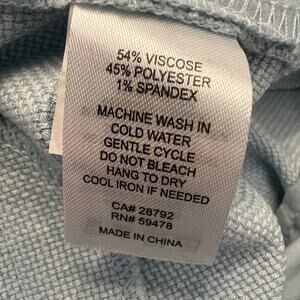 54% VISCOSE
45% POLYESTER
1% SPANDEX
MACHINE WASH IN
COLD WATER
GENTLE CYCLE
DO NOT BLEACH
HANG TO DRY
COOL IRON IF NEEDED
CA# 28792
RN# 59478
MADE IN CHINA